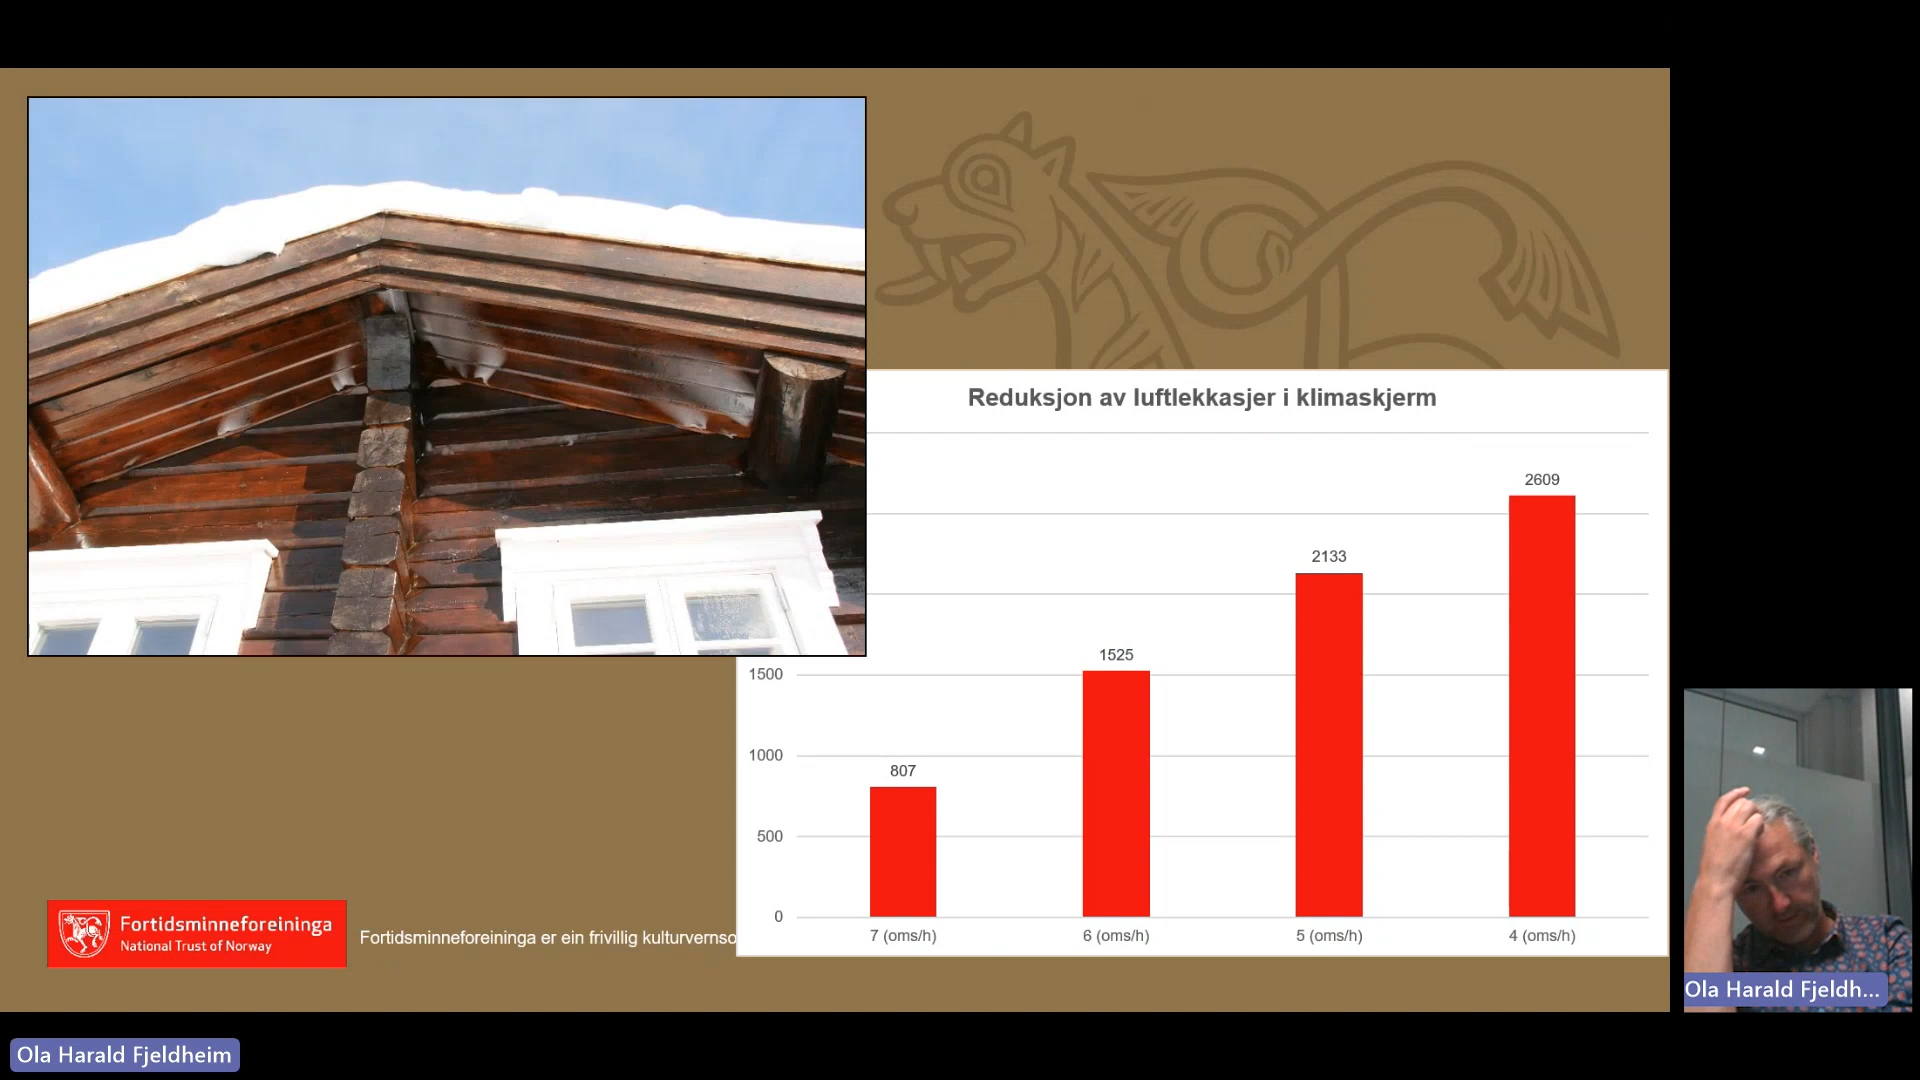 Reduksjon av luftlekkasjer i klimaskjerm
2609
2133
1525
807
1500
1000
500
0
7 (oms/h)
6 (oms/h)
5 (oms/h)
4 (oms/h)
Fortidsminneforeininga
National Trust of Norway
Fortidsminneforeininga er ein frivillig kulturvernso
Ola Harald Fjeldh...
Ola Harald Fjeldheim